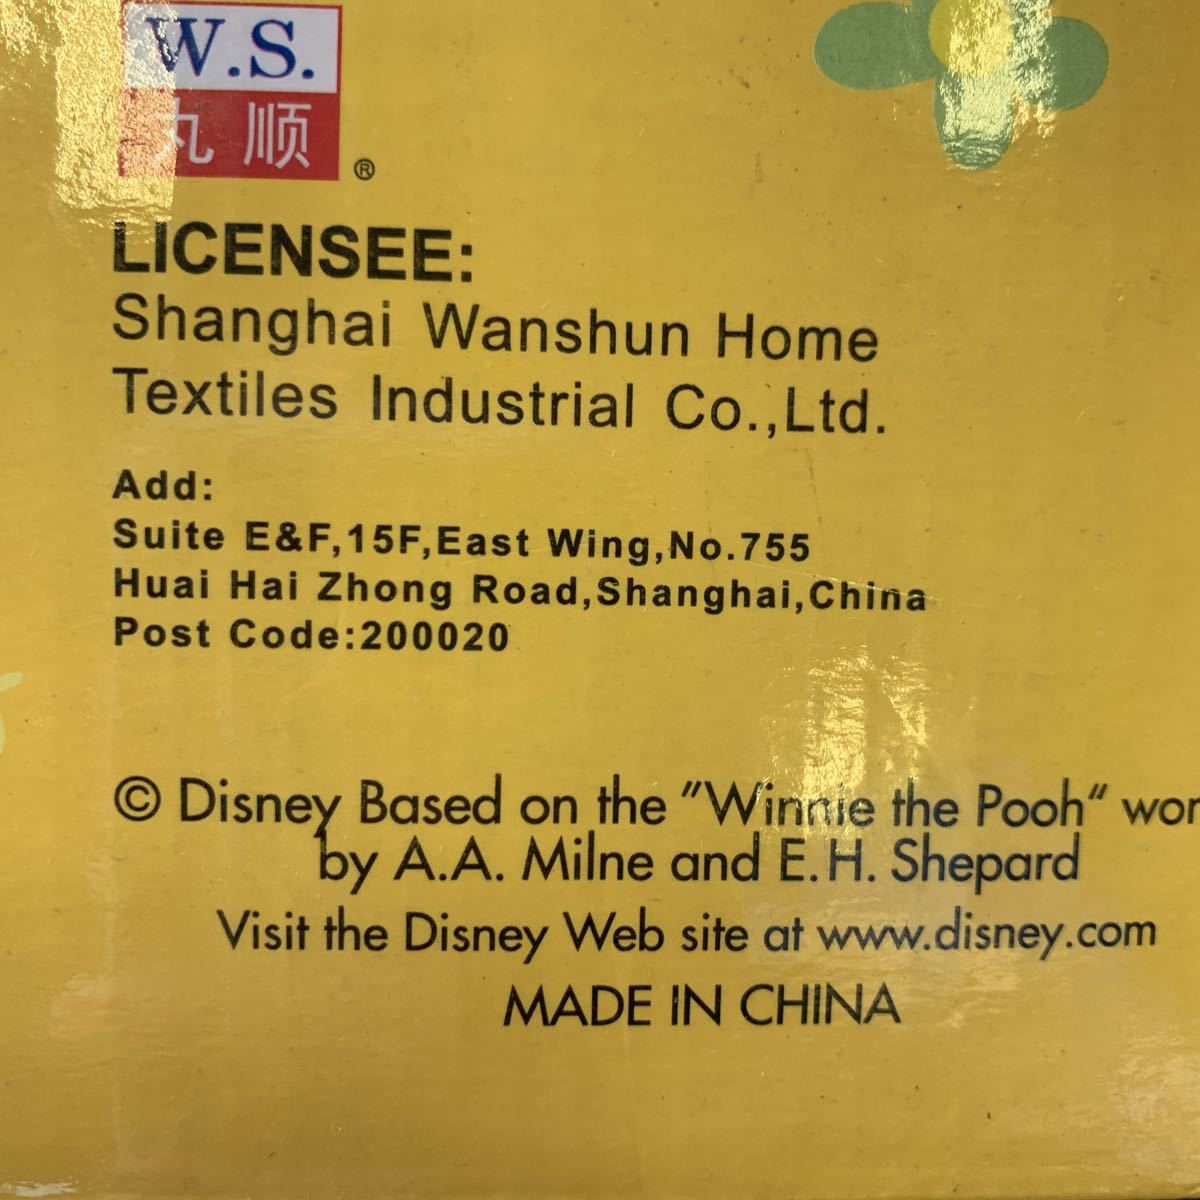 W.S.
丸顺
®
LICENSEE:
Shanghai Wanshun Home
Textiles Industrial Co.,Ltd.
Add:
Suite E&F,15F,East Wing,No.755
Huai Hai Zhong Road,Shanghai,China
Post Code:200020
© Disney Based on the "Winnie the Pooh"
by A.A. Milne and E.H. Shepard
Visit the Disney Web site at www.disney.com
MADE IN CHINA